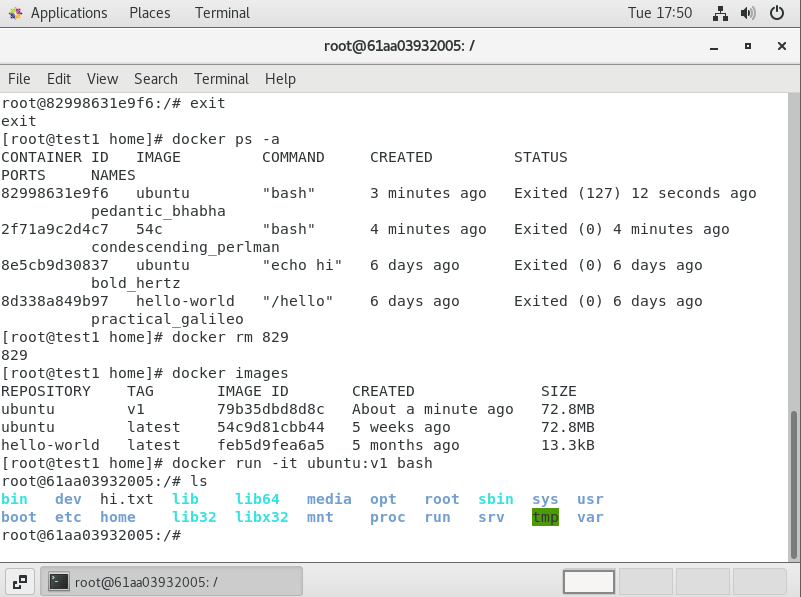 Applications Places Terminal Tue 17:50
root@61aa03932005: /
File Edit View Search Terminal Help
root@82998631e9f6:/# exit
exit
[root@test1 home]# docker ps -a
CONTAINER ID   IMAGE         COMMAND     CREATED         STATUS
PORTS     NAMES
82998631e9f6   ubuntu        "bash"      3 minutes ago   Exited (127) 12 seconds ago
          pedantic_bhabha
2f71a9c2d4c7   54c           "bash"      4 minutes ago   Exited (0) 4 minutes ago
          condescending_perlman
8e5cb9d30837   ubuntu        "echo hi"   6 days ago      Exited (0) 6 days ago
          bold_hertz
8d338a849b97   hello-world   "/hello"    6 days ago      Exited (0) 6 days ago
          practical_galileo
[root@test1 home]# docker rm 829
829
[root@test1 home]# docker images
REPOSITORY    TAG       IMAGE ID       CREATED              SIZE
ubuntu        v1        79b35dbd8d8c   About a minute ago   72.8MB
ubuntu        latest    54c9d81cbb44   5 weeks ago          72.8MB
hello-world   latest    feb5d9fea6a5   5 months ago         13.3kB
[root@test1 home]# docker run -it ubuntu:v1 bash
root@61aa03932005:/# ls
bin   dev  hi.txt  lib    lib64   media  opt   root  sbin  sys  usr
boot  etc  home    lib32  libx32  mnt    proc  run   srv   tmp  var
root@61aa03932005:/#
root@61aa03932005: /